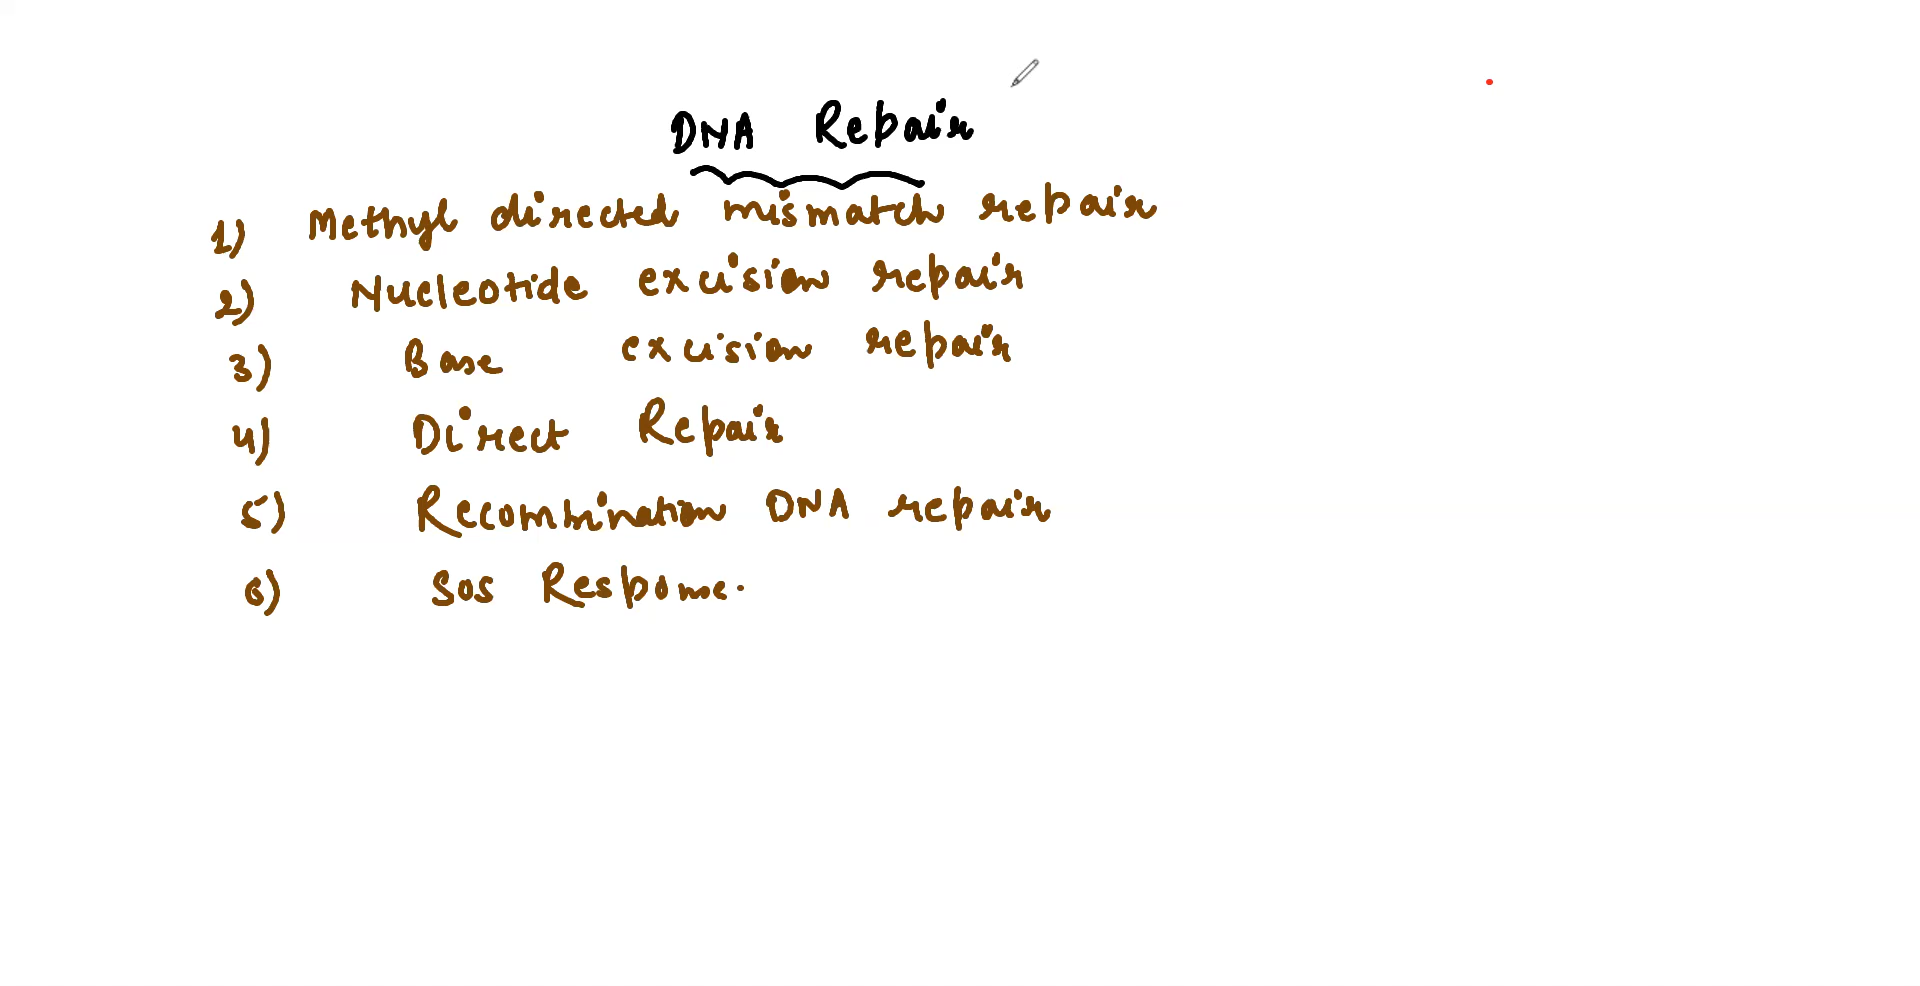 DNA Repair
1) Methyl directed mismatch repair
2) Nucleotide excision repair
3) Base excision repair
4) Direct Repair
5) Recombination DNA repair
6) SOS Response.